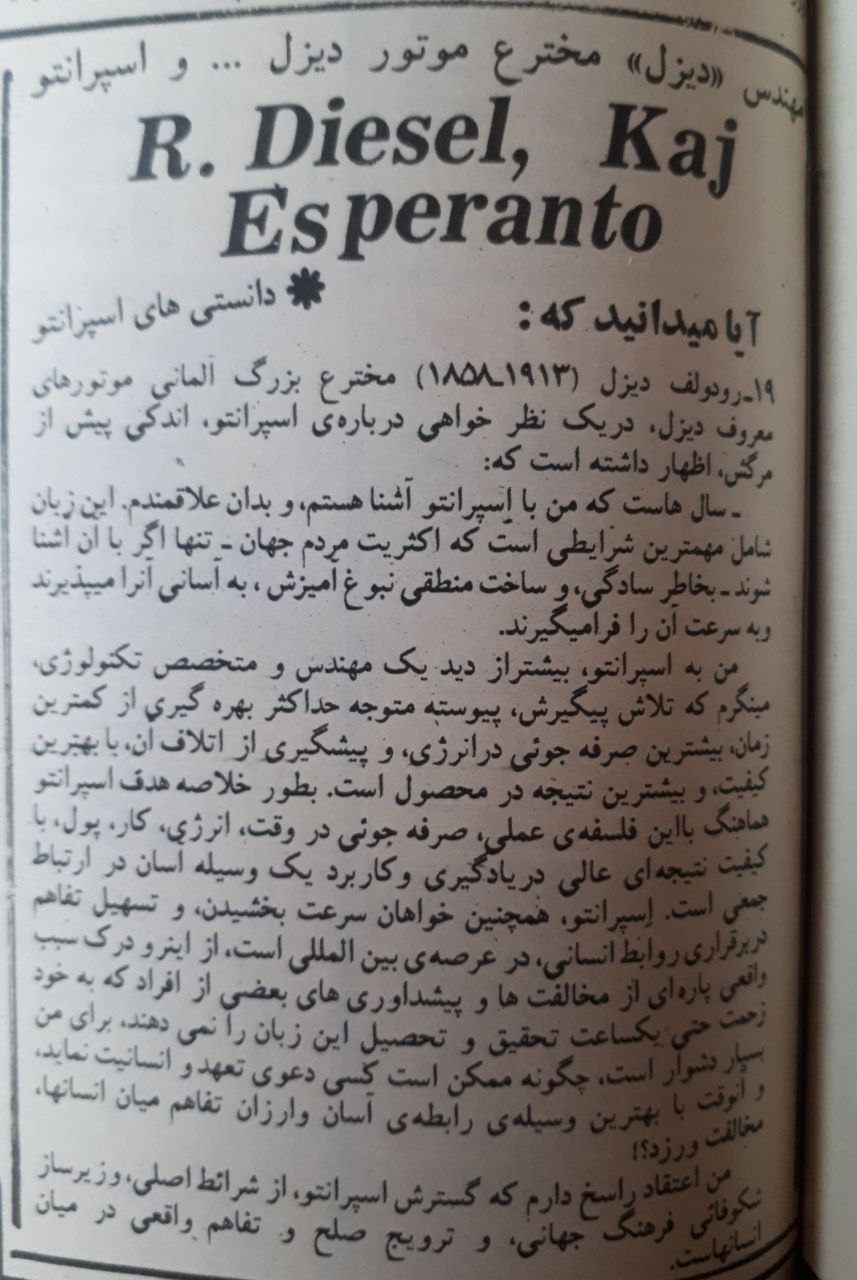 مهندس «دیزل» مخترع موتور دیزل ... و اسپرانتو
R. Diesel, Kaj
Esperanto
آیا میدانید که :
✱ دانستی های اسپرانتو
۱۹ـ رودولف دیزل (۱۹۱۳ـ۱۸۵۸) مخترع بزرگ آلمانی موتورهای
معروف دیزل، دریک نظر خواهی درباره‌ی اسپرانتو، اندکی پیش از
مرگش، اظهار داشته است که:
ـ سال هاست که من با اسپرانتو آشنا هستم، و بدان علاقمندم. این زبان
شامل مهمترین شرایطی است که اکثریت مردم جهان ـ تنها اگر با آن آشنا
شوند ـ بخاطر سادگی، و ساخت منطقی نبوغ آمیزش ، به آسانی آنرا میپذیرند
وبه سرعت آن را فرامیگیرند.
من به اسپرانتو، بیشتراز دید یک مهندس و متخصص تکنولوژی،
مینگرم که تلاش پیگیرش، پیوسته متوجه حداکثر بهره گیری از کمترین
زمان، بیشترین صرفه جوئی درانرژی، و پیشگیری از اتلاف آن، با بهترین
کیفیت، و بیشترین نتیجه در محصول است. بطور خلاصه هدف اسپرانتو
هماهنگ بااین فلسفه‌ی عملی، صرفه جوئی در وقت، انرژی، کار، پول، با
کیفیت نتیجه‌ای عالی دریادگیری وکاربرد یک وسیله آسان در ارتباط
جمعی است. اسپرانتو، همچنین خواهان سرعت بخشیدن، و تسهیل تفاهم
دربرقراری روابط انسانی، در عرصه‌ی بین المللی است، از اینرو درک سبب
واقعی پاره‌ای از مخالفت ها و پیشداوری های بعضی از افراد که به خود
زحمت حتی یکساعت تحقیق و تحصیل این زبان را نمی دهند، برای من
بسیار دشوار است، چگونه ممکن است کسی دعوی تعهد و انسانیت نماید،
و آنوقت با بهترین وسیله‌ی رابطه‌ی آسان وارزان تفاهم میان انسانها،
مخالفت ورزد؟!
من اعتقاد راسخ دارم که گسترش اسپرانتو، از شرائط اصلی، وزیرساز
شکوفائی فرهنگ جهانی، و ترویج صلح و تفاهم واقعی در میان
انسانهاست.